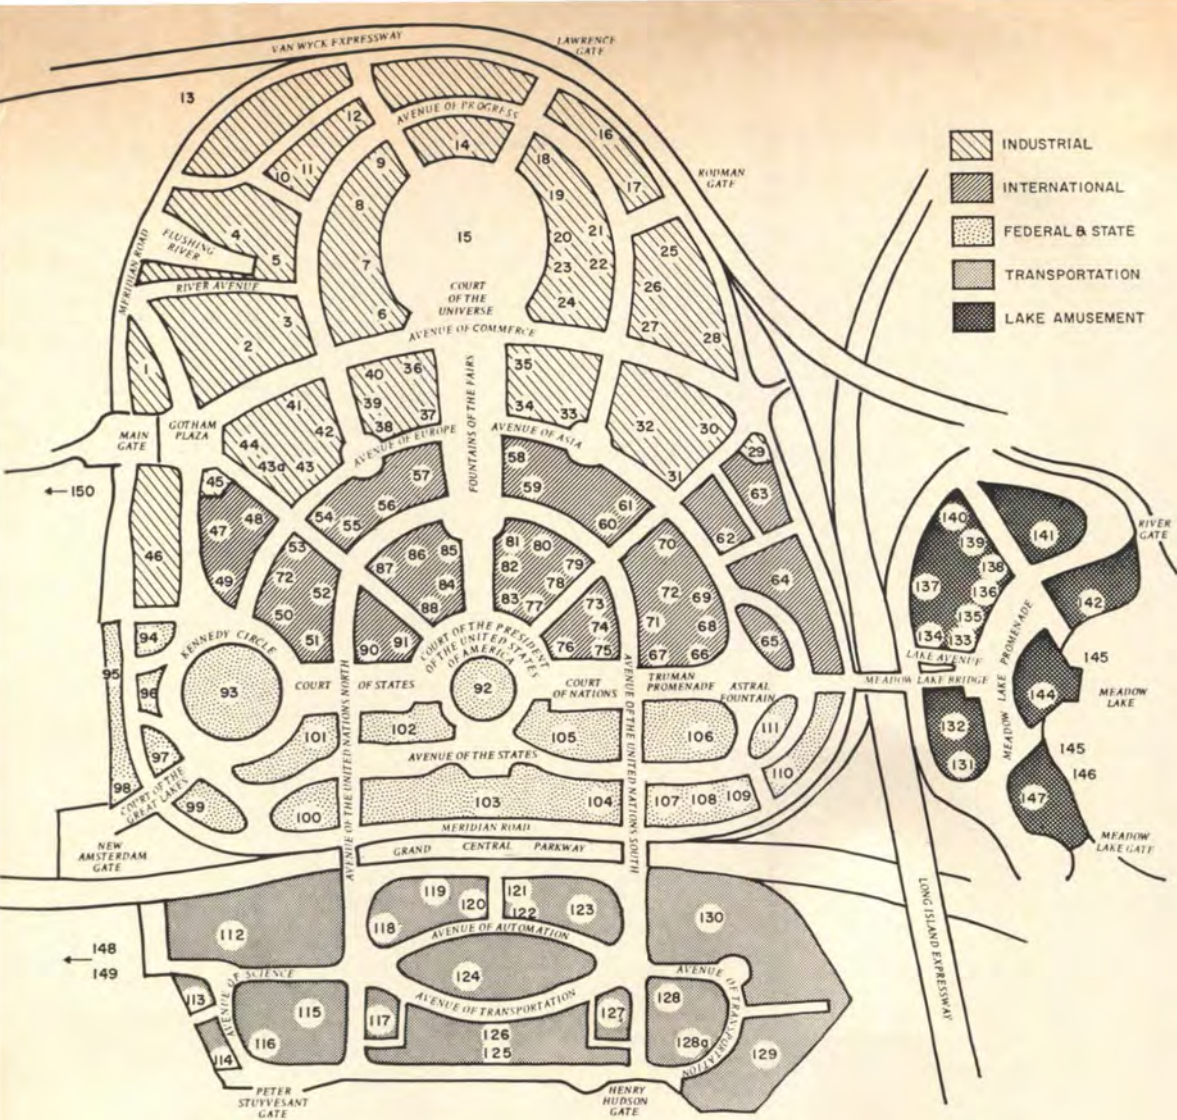 VAN WYCK EXPRESSWAY
LAWRENCE
GATE
13
12
AVENUE OF PROGRESS
14
16
9
18
11
10
17
19
8
RODMAN
GATE
INDUSTRIAL
INTERNATIONAL
FEDERAL & STATE
TRANSPORTATION
LAKE AMUSEMENT
MERIDIAN ROAD
FLUSHING
RIVER
4
5
RIVER AVENUE
15
20
21
22
23
24
25
26
27
28
7
6
COURT
OF THE
UNIVERSE
AVENUE OF COMMERCE
3
2
1
FOUNTAINS OF THE FAIRS
40
36
39
38
37
35
34
33
32
30
31
29
41
42
44
43a
43
MAIN
GATE
GOTHAM
PLAZA
AVENUE OF EUROPE
AVENUE OF ASIA
150
45
47
48
49
46
57
56
55
54
58
59
61
60
62
63
64
65
53
72
52
50
51
87
86
85
84
88
81
80
82
79
78
83
77
73
74
76
75
70
72
69
71
68
67
66
90
91
94
95
96
97
98
KENNEDY CIRCLE
93
COURT OF STATES
COURT OF THE PRESIDENT
OF THE UNITED STATES
OF AMERICA
92
COURT
OF NATIONS
TRUMAN
PROMENADE
ASTRAL
FOUNTAIN
MEADOW LAKE BRIDGE
AVENUE OF THE UNITED NATIONS NORTH
AVENUE OF THE UNITED NATIONS SOUTH
140
139
141
138
137
136
142
135
134
133
RIVER
GATE
LAKE AVENUE
MEADOW LAKE PROMENADE
145
144
MEADOW
LAKE
132
131
145
146
147
MEADOW
LAKE GATE
102
101
105
106
111
110
AVENUE OF THE STATES
COURT OF THE
GREAT LAKES
99
100
103
104
107
108
109
MERIDIAN ROAD
NEW
AMSTERDAM
GATE
GRAND CENTRAL PARKWAY
LONG ISLAND EXPRESSWAY
112
119
120
121
122
123
118
130
AVENUE OF AUTOMATION
148
149
AVENUE OF SCIENCE
124
AVENUE OF TRANSPORTATION
AVENUE OF TRANSPORTATION
113
115
117
127
128
116
126
125
128a
129
114
PETER
STUYVESANT
GATE
HENRY
HUDSON
GATE